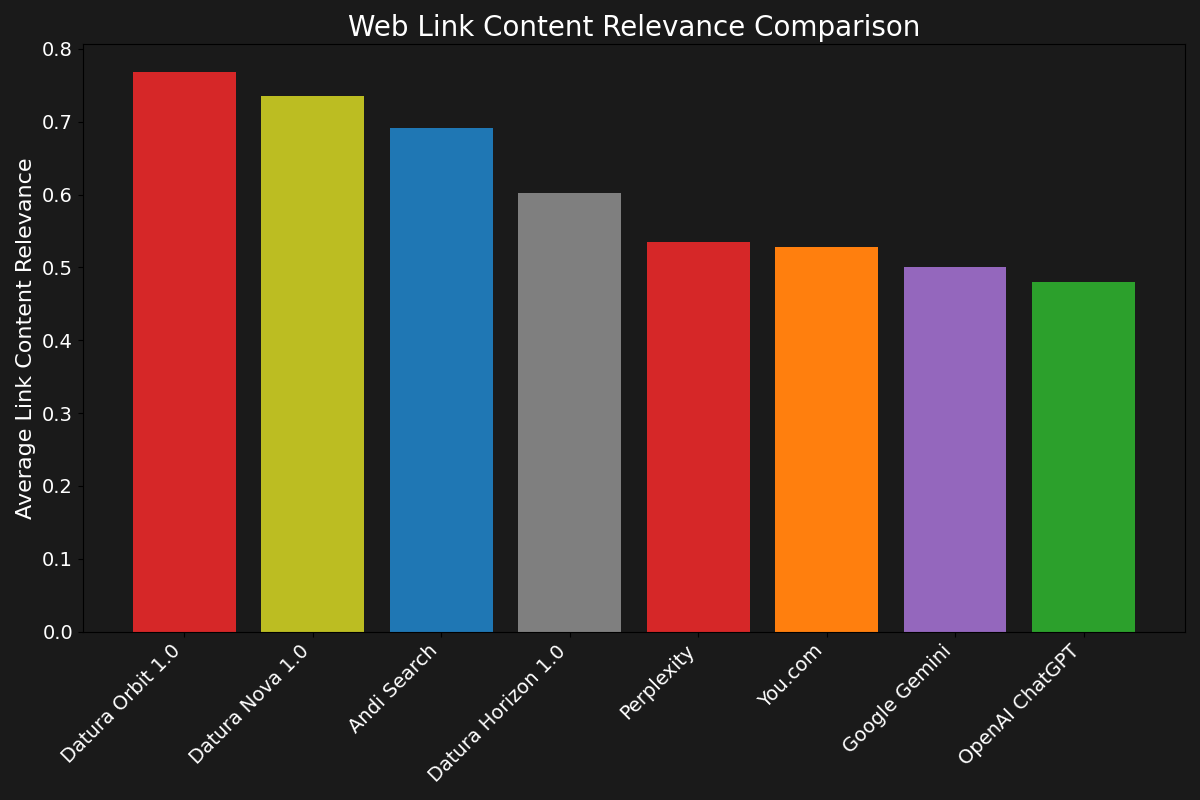 Web Link Content Relevance Comparison
Average Link Content Relevance
0.8
0.7
0.6
0.5
0.4
0.3
0.2
0.1
0.0
Datura Orbit 1.0
Datura Nova 1.0
Andi Search
Datura Horizon 1.0
Perplexity
You.com
Google Gemini
OpenAI ChatGPT